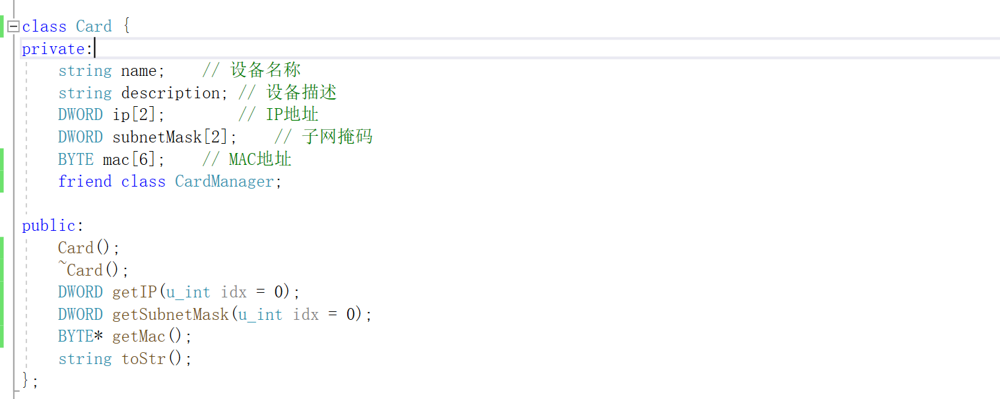 class Card {
private:
    string name;    // 设备名称
    string description; // 设备描述
    DWORD ip[2];        // IP地址
    DWORD subnetMask[2];    // 子网掩码
    BYTE mac[6];    // MAC地址
    friend class CardManager;

public:
    Card();
    ~Card();
    DWORD getIP(u_int idx = 0);
    DWORD getSubnetMask(u_int idx = 0);
    BYTE* getMac();
    string toStr();
};